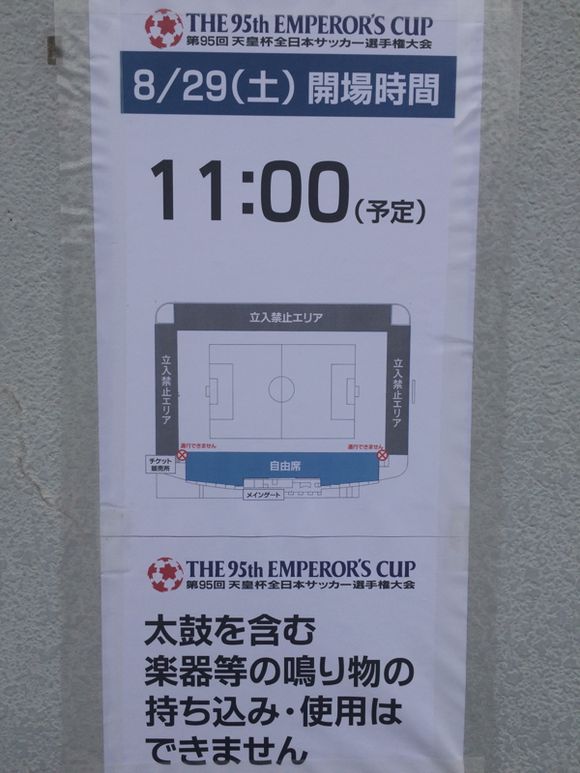 THE 95th EMPEROR'S CUP
第95回 天皇杯全日本サッカー選手権大会
8/29(土) 開場時間
11:00(予定)
立入禁止エリア
立入禁止エリア
立入禁止エリア
通行できません
通行できません
チケット
販売所
自由席
メインゲート
THE 95th EMPEROR'S CUP
第95回 天皇杯全日本サッカー選手権大会
太鼓を含む
楽器等の鳴り物の
持ち込み・使用は
できません